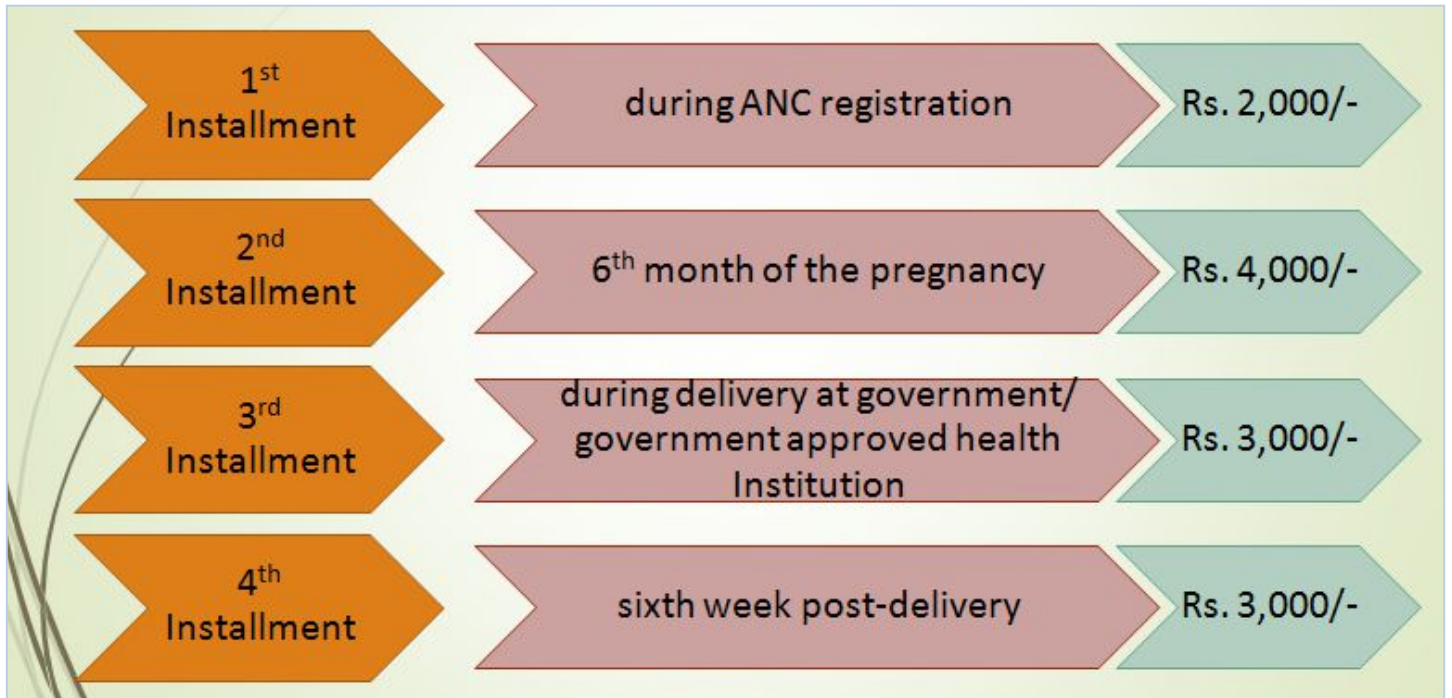 1st
Installment
during ANC registration
Rs. 2,000/-
2nd
Installment
6th month of the pregnancy
Rs. 4,000/-
3rd
Installment
during delivery at government/
government approved health
Institution
Rs. 3,000/-
4th
Installment
sixth week post-delivery
Rs. 3,000/-